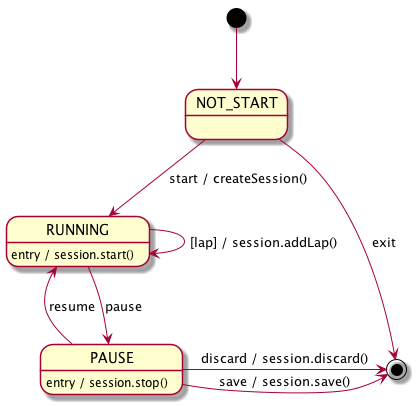 NOT_START
start / createSession()
RUNNING
entry / session.start()
[lap] / session.addLap()
exit
resume
pause
PAUSE
entry / session.stop()
discard / session.discard()
save / session.save()